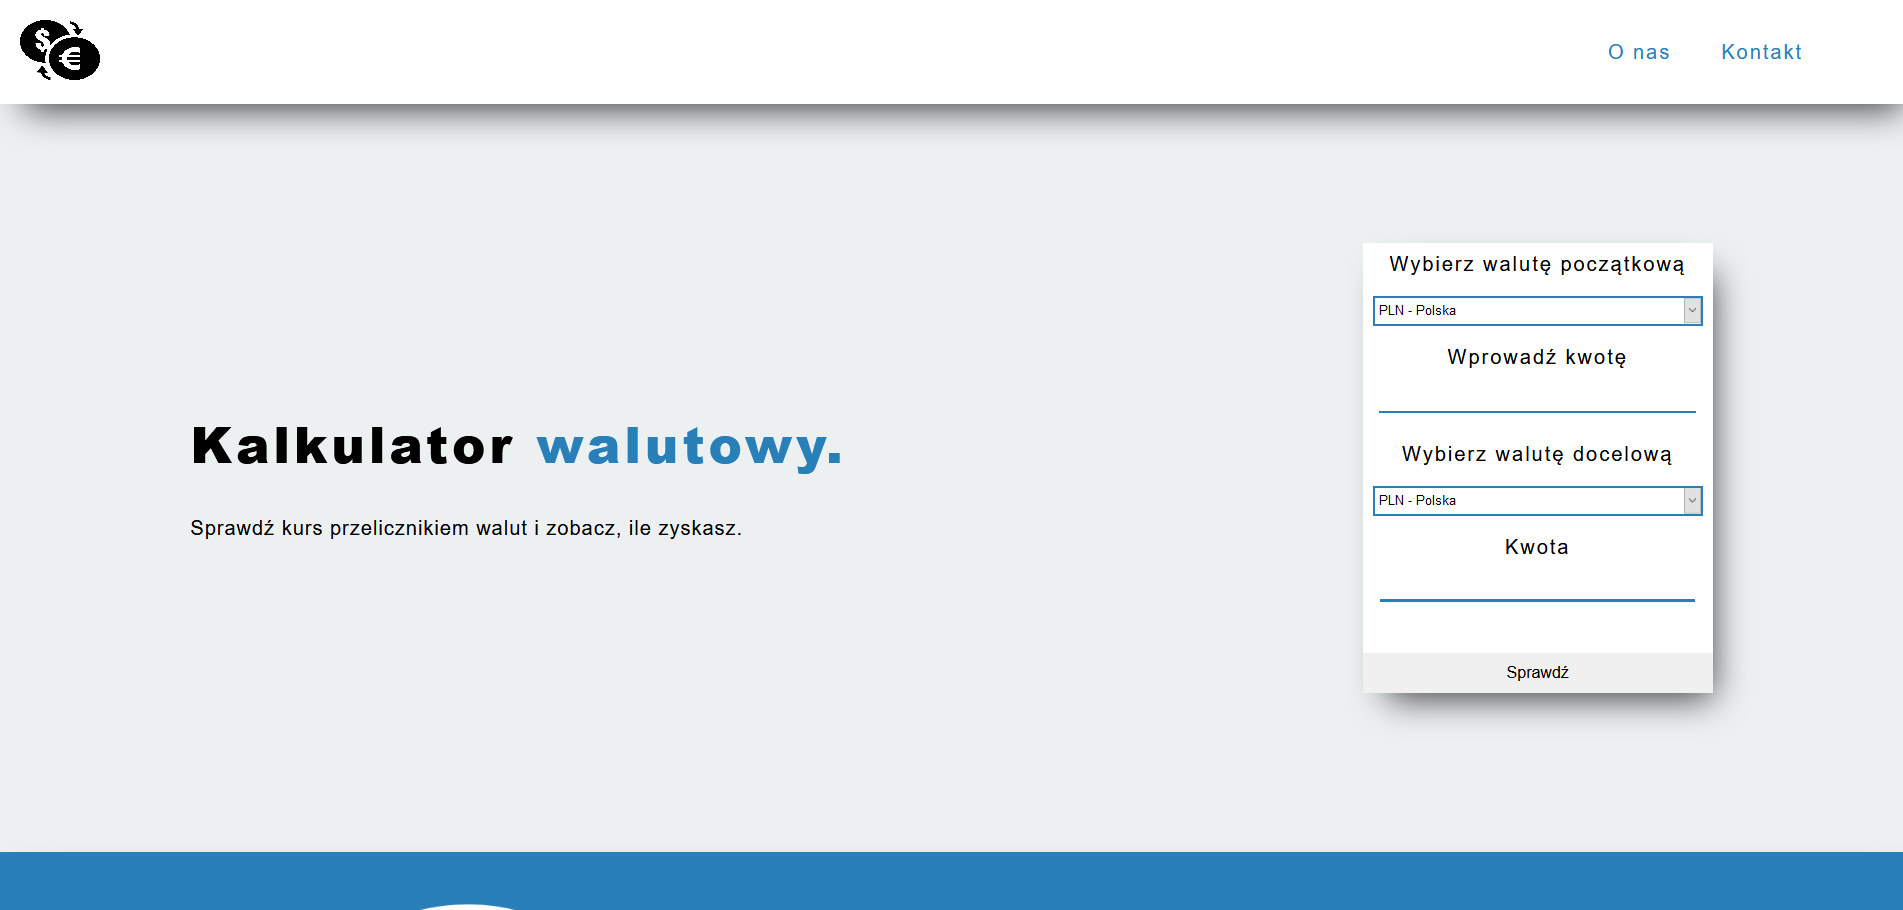 $
€
O nas
Kontakt
Wybierz walutę początkową
PLN - Polska
Wprowadź kwotę
Wybierz walutę docelową
PLN - Polska
Kwota
Sprawdź
Kalkulator walutowy.
Sprawdź kurs przelicznikiem walut i zobacz, ile zyskasz.